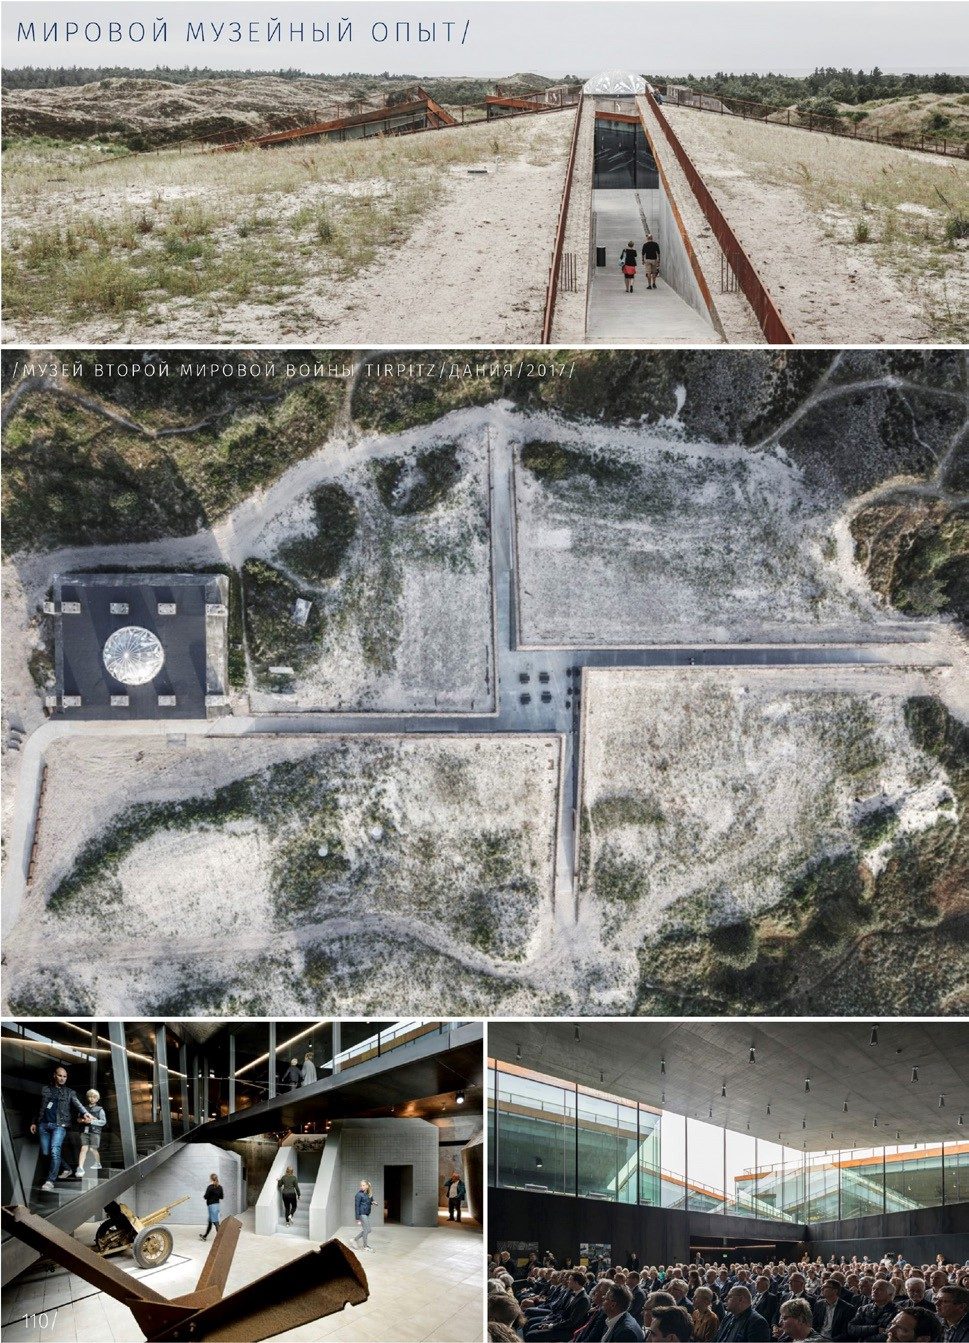 МИРОВОЙ МУЗЕЙНЫЙ ОПЫТ/
/МУЗЕЙ ВТОРОЙ МИРОВОЙ ВОЙНЫ TIRPITZ/ДАНИЯ/2017/
110/